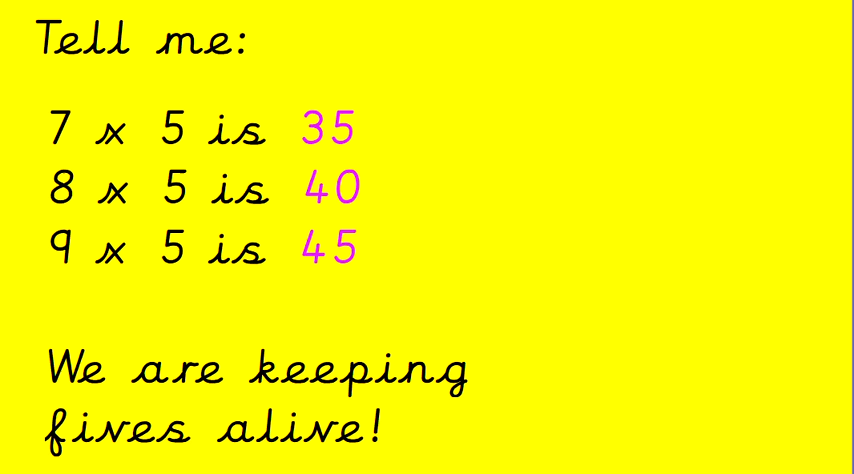 Tell me:
7 x 5 is 35
8 x 5 is 40
9 x 5 is 45
We are keeping
fives alive!